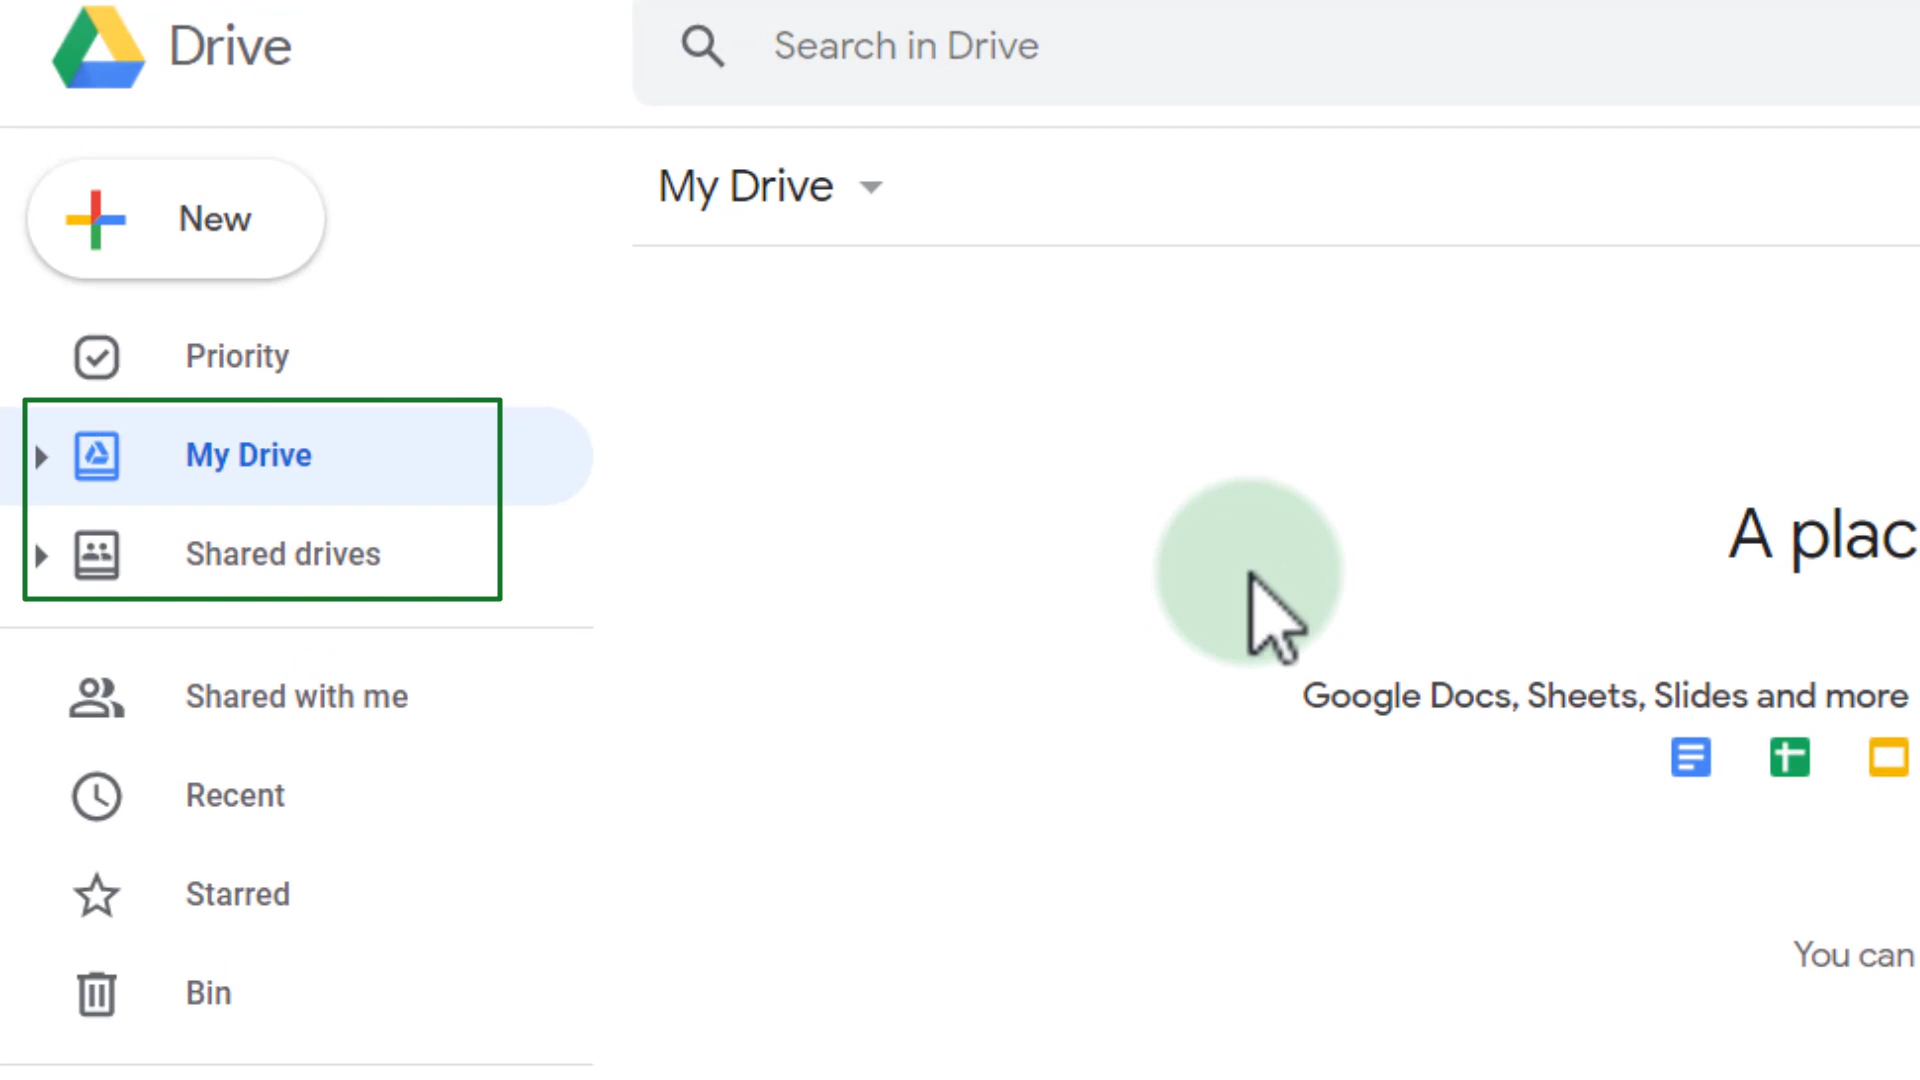 Drive
Search in Drive
New
My Drive
Priority
My Drive
Shared drives
Shared with me
Recent
Starred
Bin
A plac
Google Docs, Sheets, Slides and more
You can